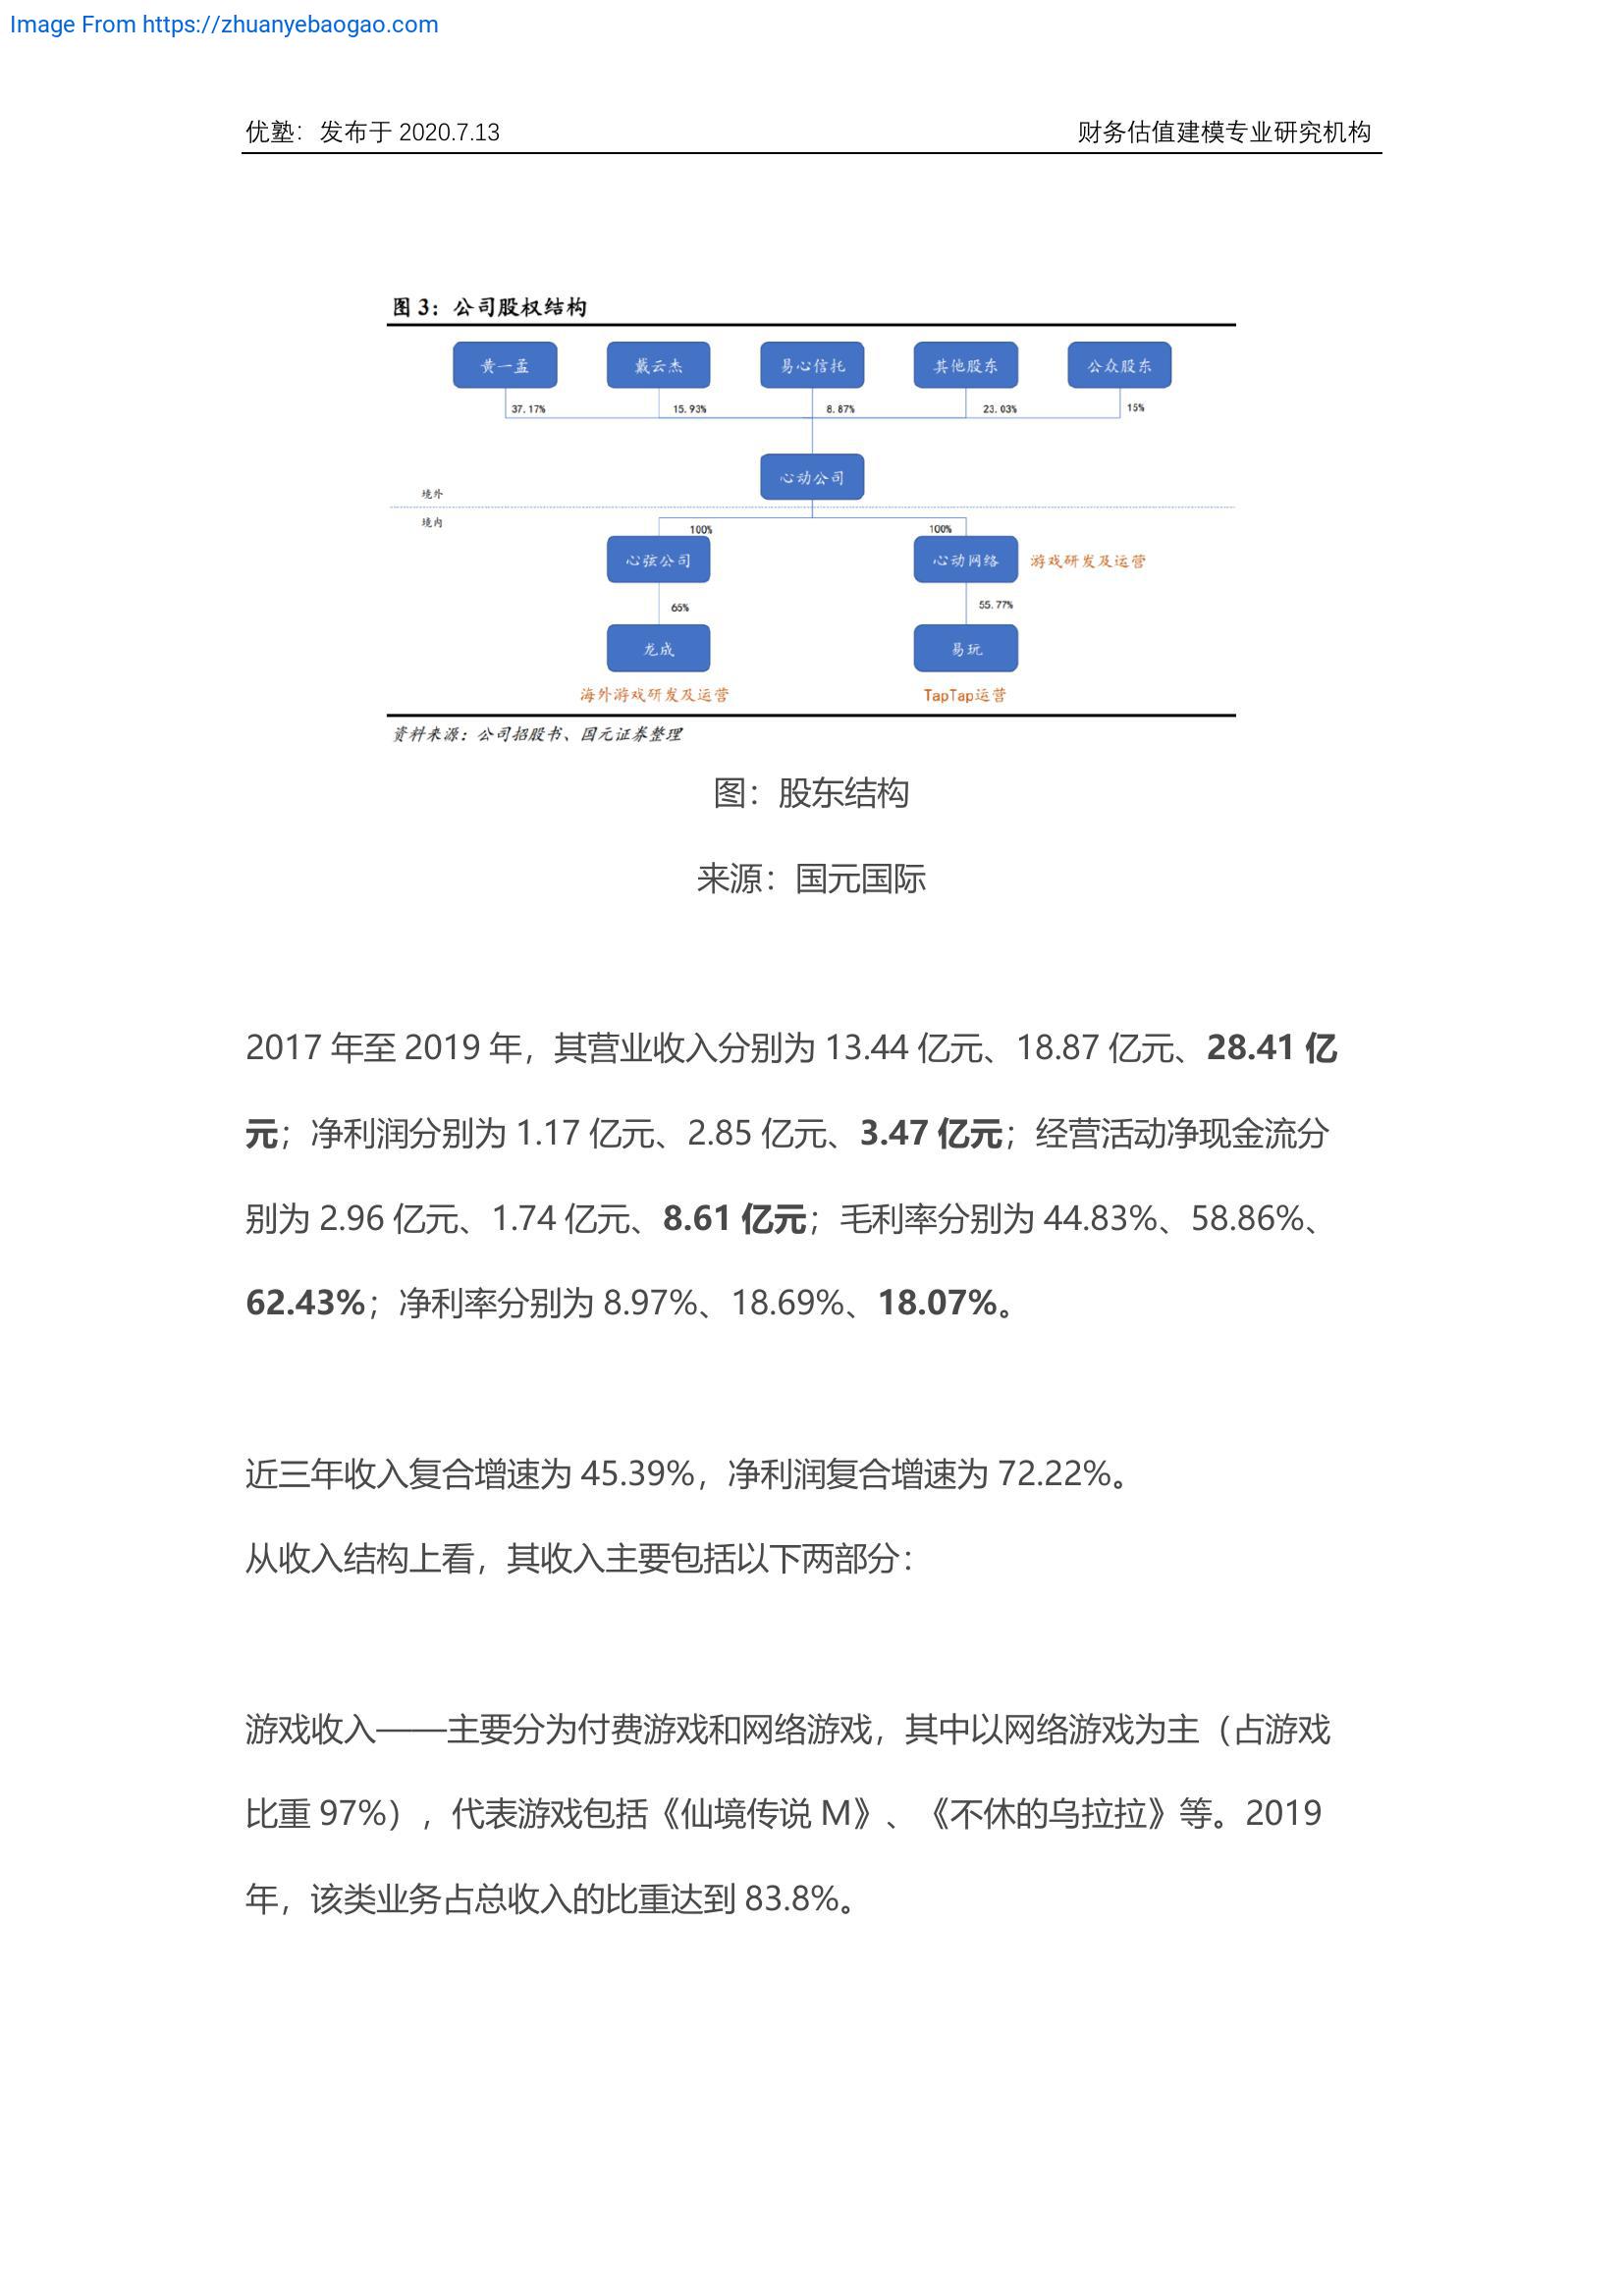 Image From https://zhuanyebaogao.com
优塾：发布于 2020.7.13 财务估值建模专业研究机构
图 3：公司股权结构
黄一孟 戴云杰 易心信托 其他股东 公众股东
37.17% 15.93% 8.87% 23.03% 15%
心动公司
境外
境内
100% 100%
心弦公司 心动网络 游戏研发及运营
65% 55.77%
龙成 易玩
海外游戏研发及运营 TapTap运营
资料来源：公司招股书、国元证券整理
图：股东结构
来源：国元国际
2017 年至 2019 年，其营业收入分别为 13.44 亿元、18.87 亿元、28.41 亿
元；净利润分别为 1.17 亿元、2.85 亿元、3.47 亿元；经营活动净现金流分
别为 2.96 亿元、1.74 亿元、8.61 亿元；毛利率分别为 44.83%、58.86%、
62.43%；净利率分别为 8.97%、18.69%、18.07%。
近三年收入复合增速为 45.39%，净利润复合增速为 72.22%。
从收入结构上看，其收入主要包括以下两部分：
游戏收入——主要分为付费游戏和网络游戏，其中以网络游戏为主（占游戏
比重 97%），代表游戏包括《仙境传说 M》、《不休的乌拉拉》等。2019
年，该类业务占总收入的比重达到 83.8%。